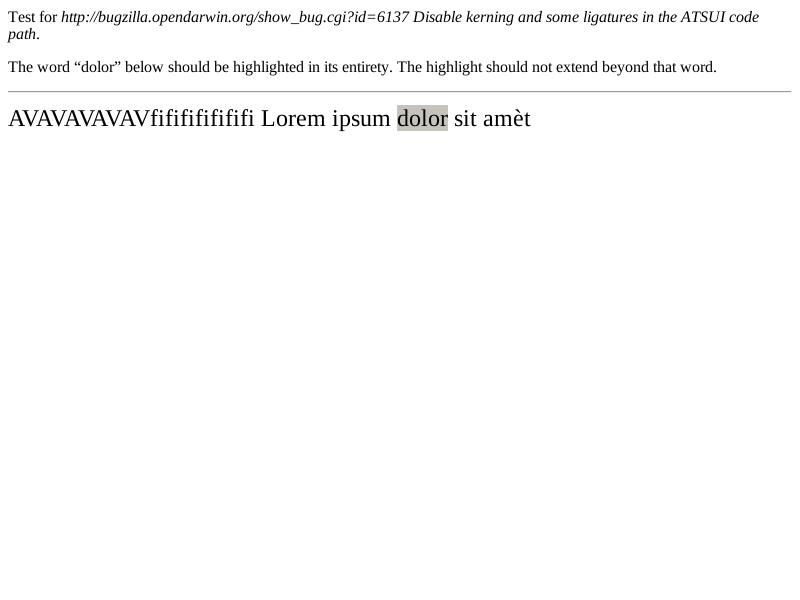 Test for http://bugzilla.opendarwin.org/show_bug.cgi?id=6137 Disable kerning and some ligatures in the ATSUI code
path.
The word “dolor” below should be highlighted in its entirety. The highlight should not extend beyond that word.
AVAVAVAVAVfifififififififi Lorem ipsum dolor sit amèt